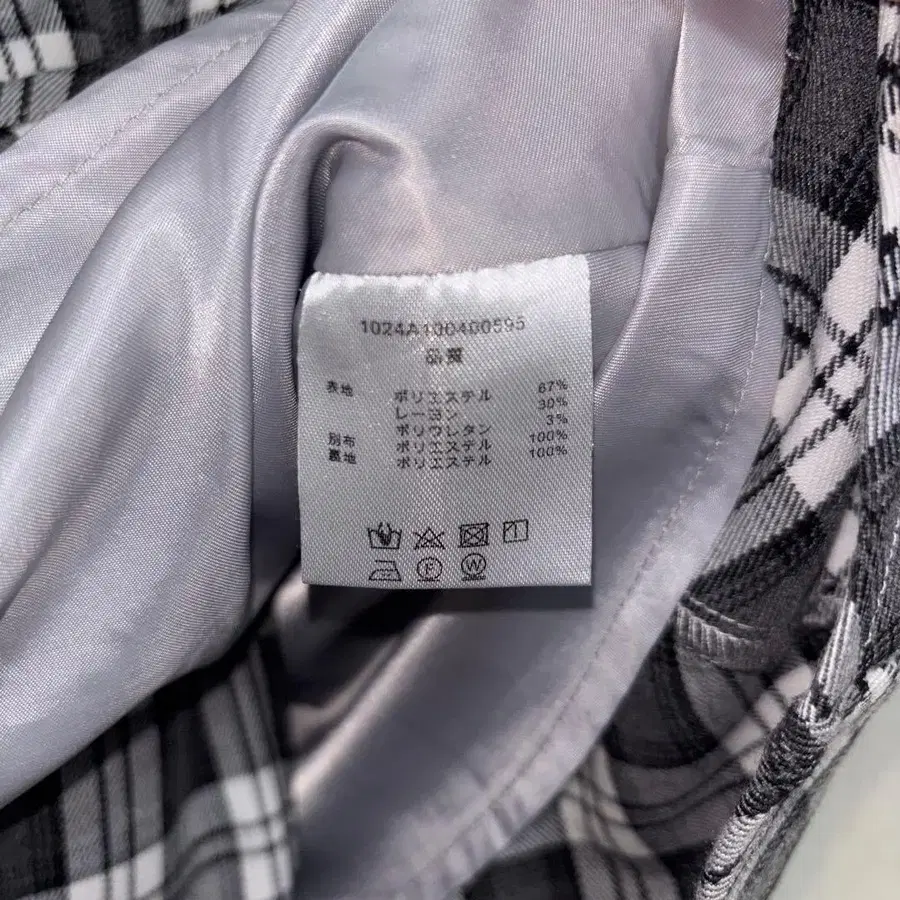 1024A100400595
品質
表地 ポリエステル 67%
レーヨン 30%
ポリウレタン 3%
別布 ポリエステル 100%
裏地 ポリエステル 100%
F W